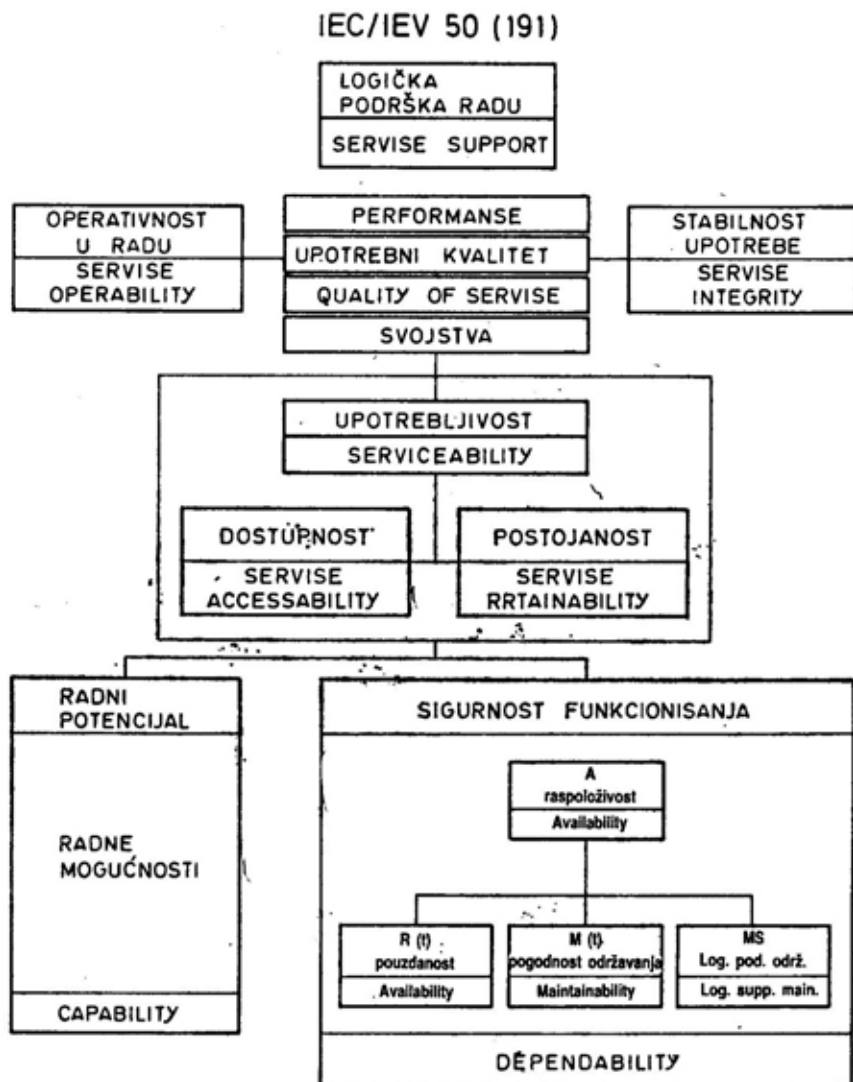 IEC/IEV 50 (191)
LOGIČKA
PODRŠKA RADU
SERVISE SUPPORT
OPERATIVNOST
U RADU
SERVISE
OPERABILITY
PERFORMANSE
UPOTREBNI KVALITET
QUALITY OF SERVISE
SVOJSTVA
STABILNOST
UPOTREBE
SERVISE
INTEGRITY
UPOTREBLJIVOST
SERVICEABILITY
DOSTUPNOST
SERVISE
ACCESSABILITY
POSTOJANOST
SERVISE
RRTAINABILITY
RADNI
POTENCIJAL
RADNE
MOGUĆNOSTI
CAPABILITY
SIGURNOST FUNKCIONISANJA
A
raspoloživost
Availability
R (t)
pouzdanost
Availability
M (t)
pogodnost održavanja
Maintainability
MS
Log. pod. održ.
Log. supp. main.
DEPENDABILITY